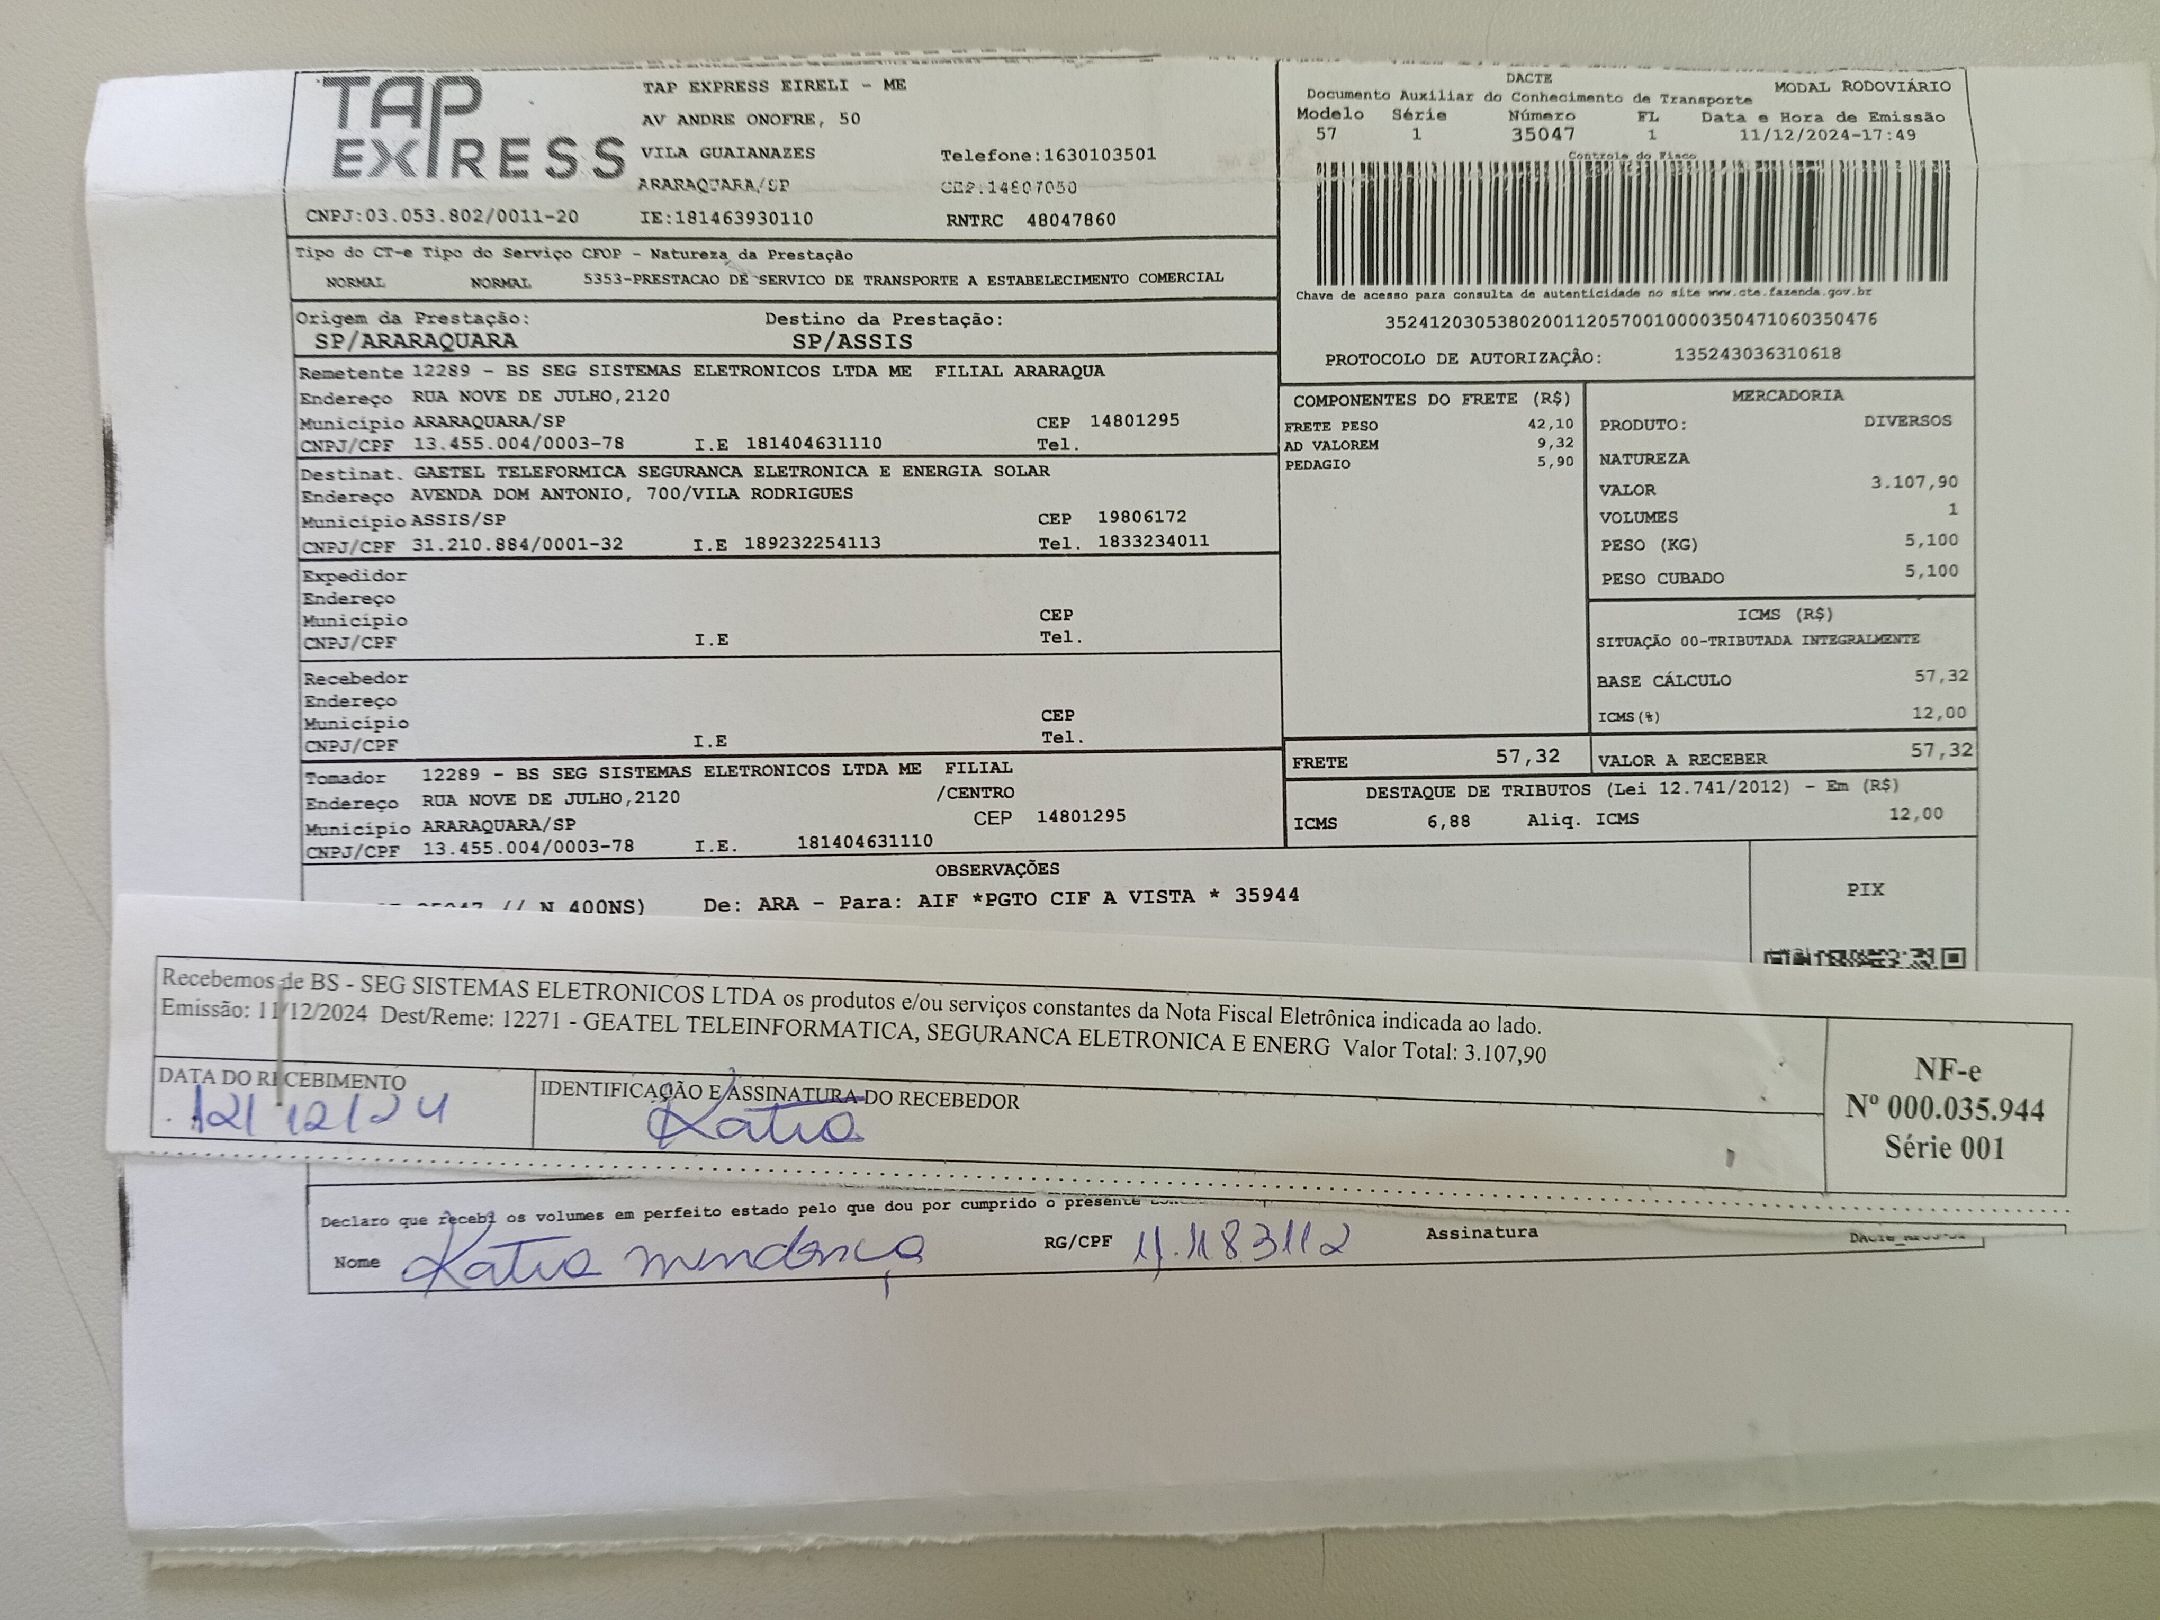 TAP EXPRESS
TAP EXPRESS EIRELI - ME
AV ANDRE ONOFRE, 50
VILA GUAIANAZES Telefone:1630103501
ARARAQUARA/SP CEP:14807050
CNPJ:03.053.802/0011-20 IE:181463930110 RNTRC 48047860
DACTE
MODAL RODOVIÁRIO
Documento Auxiliar do Conhecimento de Transporte
Modelo Série Número FL Data e Hora de Emissão
57 1 35047 1 11/12/2024-17:49
Controle do Fisco
Chave de acesso para consulta de autenticidade no site www.cte.fazenda.gov.br
35241203053802001120570010000350471060350476
PROTOCOLO DE AUTORIZAÇÃO: 135243036310618
Tipo do CT-e Tipo do Serviço CFOP - Natureza da Prestação
NORMAL NORMAL 5353-PRESTACAO DE SERVICO DE TRANSPORTE A ESTABELECIMENTO COMERCIAL
Origem da Prestação: Destino da Prestação:
SP/ARARAQUARA SP/ASSIS
Remetente 12289 - BS SEG SISTEMAS ELETRONICOS LTDA ME FILIAL ARARAQUA
Endereço RUA NOVE DE JULHO,2120
Município ARARAQUARA/SP CEP 14801295
CNPJ/CPF 13.455.004/0003-78 I.E 181404631110 Tel.
Destinat. GAETEL TELEFORMICA SEGURANCA ELETRONICA E ENERGIA SOLAR
Endereço AVENDA DOM ANTONIO, 700/VILA RODRIGUES
Município ASSIS/SP CEP 19806172
CNPJ/CPF 31.210.884/0001-32 I.E 189232254113 Tel. 1833234011
Expedidor
Endereço
Município CEP
CNPJ/CPF I.E Tel.
Recebedor
Endereço
Município CEP
CNPJ/CPF I.E Tel.
Tomador 12289 - BS SEG SISTEMAS ELETRONICOS LTDA ME FILIAL
Endereço RUA NOVE DE JULHO,2120 /CENTRO
Município ARARAQUARA/SP CEP 14801295
CNPJ/CPF 13.455.004/0003-78 I.E. 181404631110
COMPONENTES DO FRETE (R$)
FRETE PESO 42,10
AD VALOREM 9,32
PEDAGIO 5,90
MERCADORIA
PRODUTO: DIVERSOS
NATUREZA
VALOR 3.107,90
VOLUMES 1
PESO (KG) 5,100
PESO CUBADO 5,100
ICMS (R$)
SITUAÇÃO 00-TRIBUTADA INTEGRALMENTE
BASE CÁLCULO 57,32
ICMS(%) 12,00
FRETE 57,32 VALOR A RECEBER 57,32
DESTAQUE DE TRIBUTOS (Lei 12.741/2012) - Em (R$)
ICMS 6,88 Aliq. ICMS 12,00
OBSERVAÇÕES
35047 // N 400NS) De: ARA - Para: AIF *PGTO CIF A VISTA * 35944
PIX
Recebemos de BS - SEG SISTEMAS ELETRONICOS LTDA os produtos e/ou serviços constantes da Nota Fiscal Eletrônica indicada ao lado.
Emissão: 11/12/2024 Dest/Reme: 12271 - GEATEL TELEINFORMATICA, SEGURANCA ELETRONICA E ENERG Valor Total: 3.107,90
DATA DO RECEBIMENTO IDENTIFICAÇÃO E ASSINATURA DO RECEBEDOR
12/12/24 Katia
NF-e
Nº 000.035.944
Série 001
Declaro que recebi os volumes em perfeito estado pelo que dou por cumprido o presente
Nome Katia mendonça RG/CPF 11.183112 Assinatura